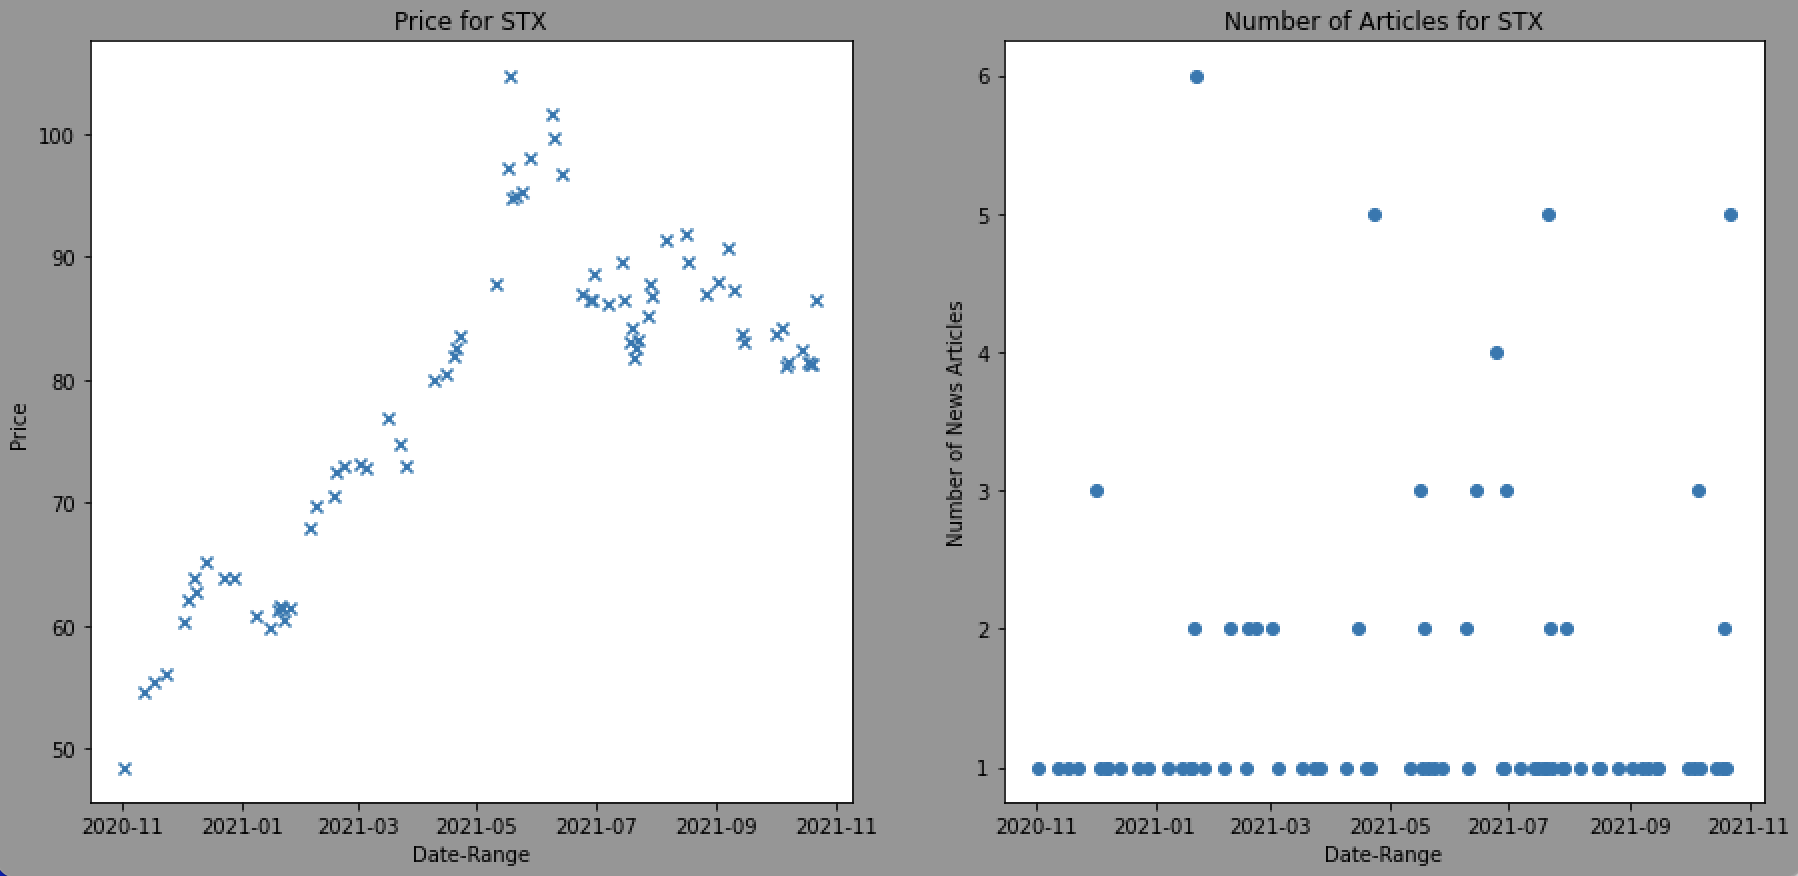 Price for STX
100
90
80
70
60
50
Price
2020-11 2021-01 2021-03 2021-05 2021-07 2021-09 2021-11
Date-Range
Number of Articles for STX
6
5
4
3
2
1
Number of News Articles
2020-11 2021-01 2021-03 2021-05 2021-07 2021-09 2021-11
Date-Range